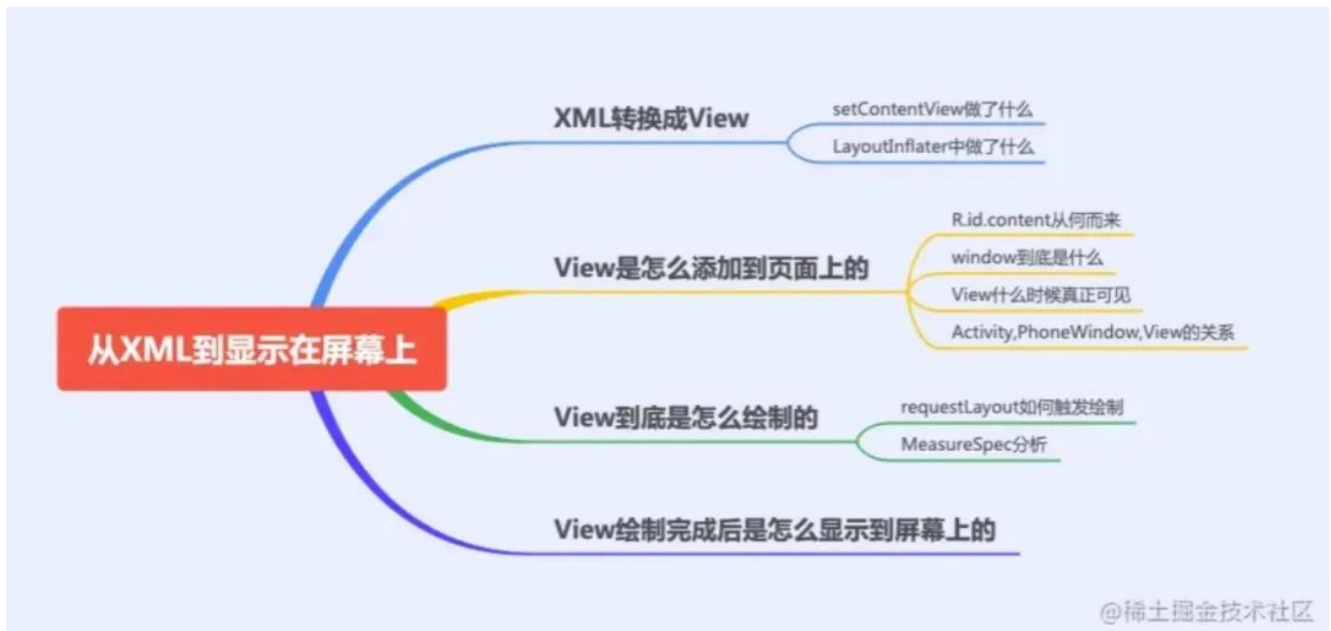 从XML到显示在屏幕上
XML转换成View
setContentView做了什么
LayoutInflater中做了什么
View是怎么添加到页面上的
R.id.content从何而来
window到底是什么
View什么时候真正可见
Activity,PhoneWindow,View的关系
View到底是怎么绘制的
requestLayout如何触发绘制
MeasureSpec分析
View绘制完成后是怎么显示到屏幕上的
@稀土掘金技术社区